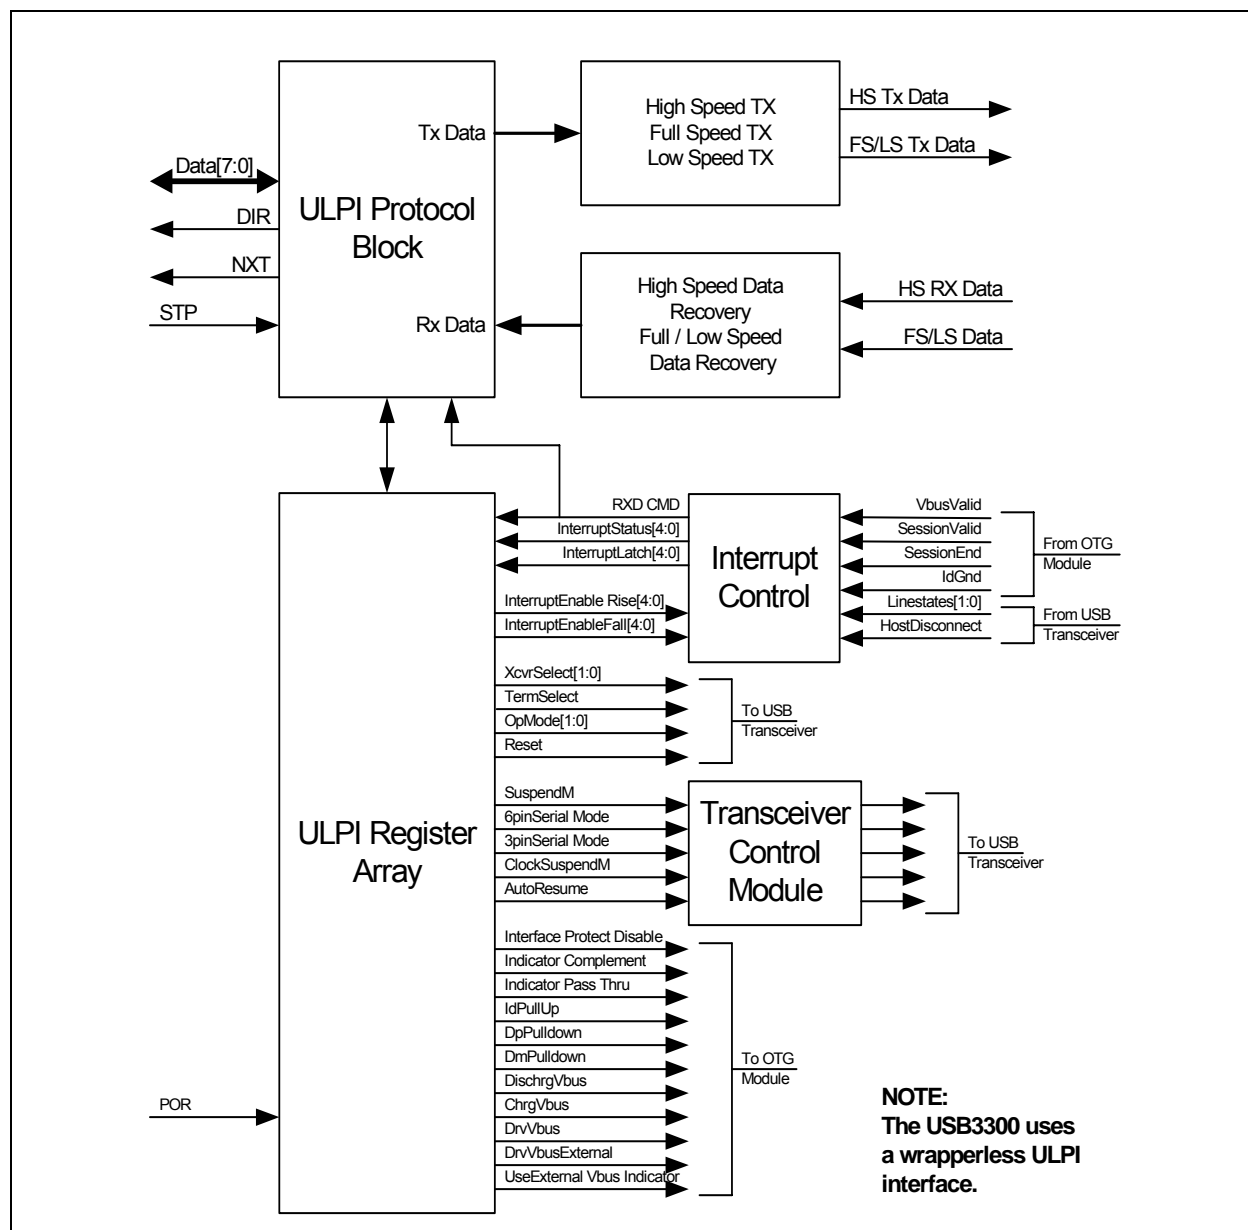 High Speed TX
Full Speed TX
Low Speed TX
HS Tx Data
FS/LS Tx Data
Tx Data
Data[7:0]
DIR
NXT
STP
ULPI Protocol
Block
Rx Data
High Speed Data
Recovery
Full / Low Speed
Data Recovery
HS RX Data
FS/LS Data
RXD CMD
InterruptStatus[4:0]
InterruptLatch[4:0]
InterruptEnable Rise[4:0]
InterruptEnableFall[4:0]
Interrupt
Control
VbusValid
SessionValid
SessionEnd
IdGnd
Linestates[1:0]
HostDisconnect
From OTG
Module
From USB
Transceiver
XcvrSelect[1:0]
TermSelect
OpMode[1:0]
Reset
To USB
Transceiver
ULPI Register
Array
SuspendM
6pinSerial Mode
3pinSerial Mode
ClockSuspendM
AutoResume
Transceiver
Control
Module
To USB
Transceiver
Interface Protect Disable
Indicator Complement
Indicator Pass Thru
IdPullUp
DpPulldown
DmPulldown
DischrgVbus
ChrgVbus
DrvVbus
DrvVbusExternal
UseExternal Vbus Indicator
To OTG
Module
POR
NOTE:
The USB3300 uses
a wrapperless ULPI
interface.